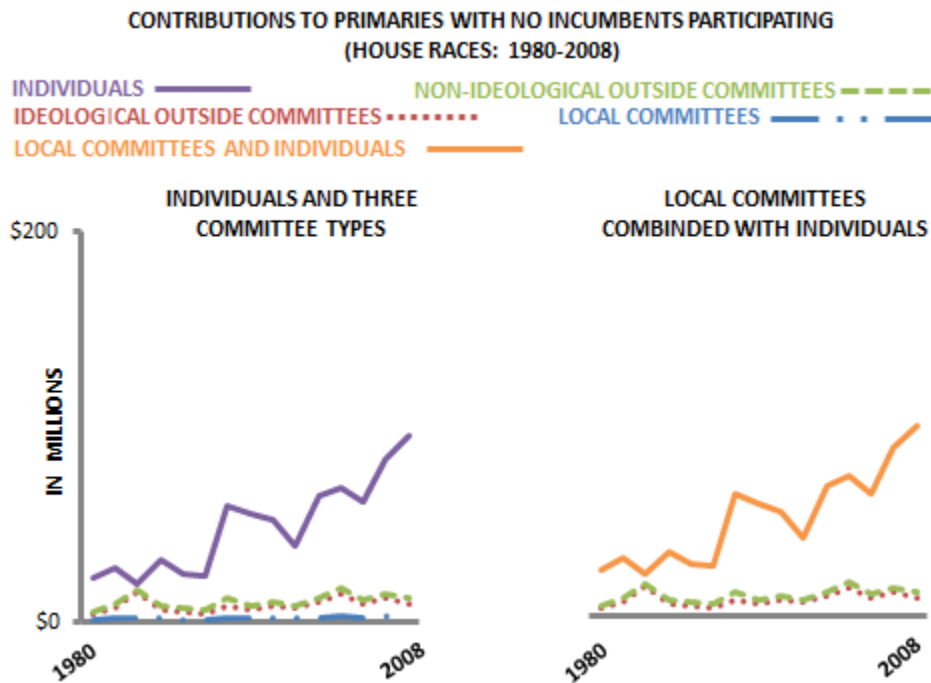 CONTRIBUTIONS TO PRIMARIES WITH NO INCUMBENTS PARTICIPATING
(HOUSE RACES: 1980-2008)
INDIVIDUALS
NON-IDEOLOGICAL OUTSIDE COMMITTEES
IDEOLOGICAL OUTSIDE COMMITTEES
LOCAL COMMITTEES
LOCAL COMMITTEES AND INDIVIDUALS
INDIVIDUALS AND THREE
COMMITTEE TYPES
LOCAL COMMITTEES
COMBINDED WITH INDIVIDUALS
$200
IN MILLIONS
$0
1980
2008
1980
2008